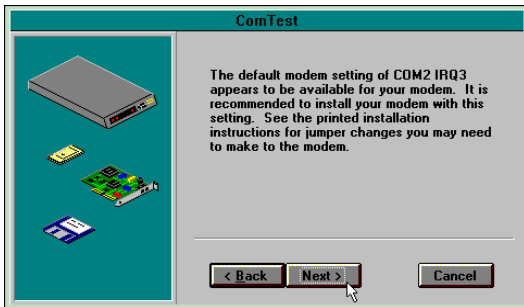 ComTest
The default modem setting of COM2 IRQ3
appears to be available for your modem. It is
recommended to install your modem with this
setting. See the printed installation
instructions for jumper changes you may need
to make to the modem.
< Back
Next >
Cancel